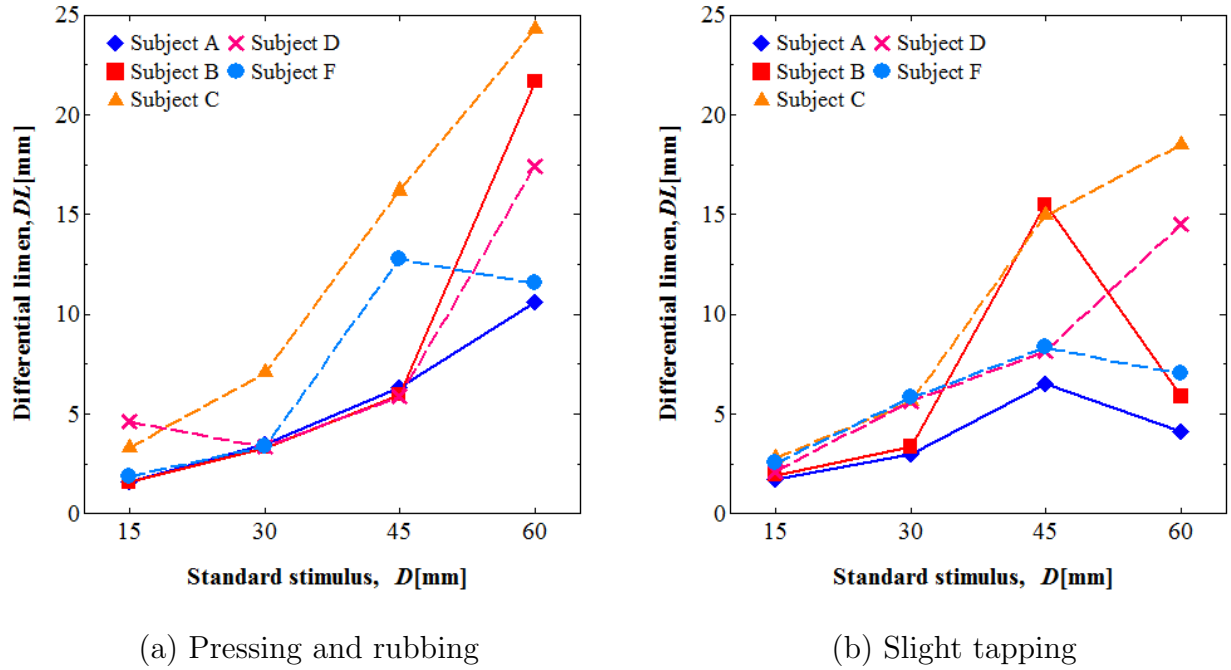 25
20
15
10
5
0
Differential limen, DL[mm]
Subject A Subject D
Subject B Subject F
Subject C
15 30 45 60
Standard stimulus, D[mm]
(a) Pressing and rubbing
25
20
15
10
5
0
Differential limen, DL[mm]
Subject A Subject D
Subject B Subject F
Subject C
15 30 45 60
Standard stimulus, D[mm]
(b) Slight tapping